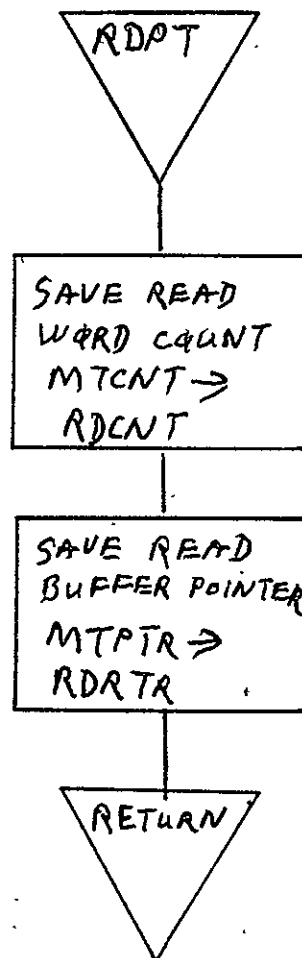 RDPT
SAVE READ
WORD COUNT
MTCNT →
RDCNT
SAVE READ
BUFFER POINTER
MTPTR →
RDRTR
RETURN